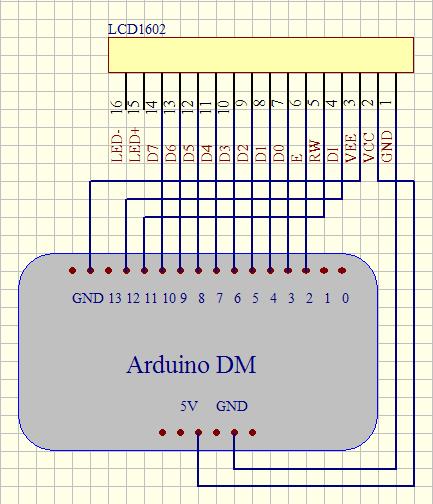 LCD1602
16 15 14 13 12 11 10 9 8 7 6 5 4 3 2 1
LED- LED+ D7 D6 D5 D4 D3 D2 D1 D0 E RW DI VEE VCC GND
GND 13 12 11 10 9 8 7 6 5 4 3 2 1 0
Arduino DM
5V GND